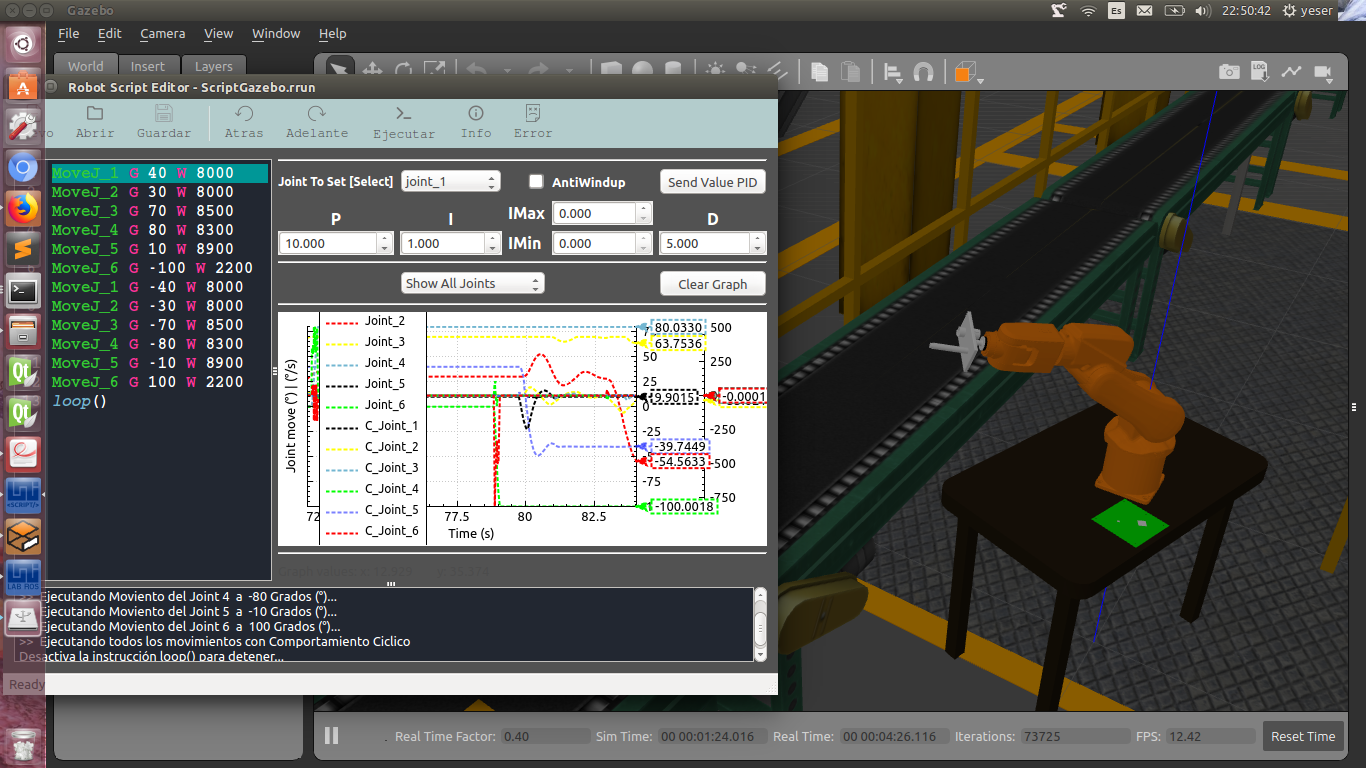 Gazebo
Es
22:50:42
yeser
File Edit Camera View Window Help
World Insert Layers
LOG
Robot Script Editor - ScriptGazebo.rrun
Abrir Guardar Atras Adelante Ejecutar Info Error
MoveJ_1 G 40 W 8000
MoveJ_2 G 30 W 8000
MoveJ_3 G 70 W 8500
MoveJ_4 G 80 W 8300
MoveJ_5 G 10 W 8900
MoveJ_6 G -100 W 2200
MoveJ_1 G -40 W 8000
MoveJ_2 G -30 W 8000
MoveJ_3 G -70 W 8500
MoveJ_4 G -80 W 8300
MoveJ_5 G -10 W 8900
MoveJ_6 G 100 W 2200
loop()
Joint To Set [Select] joint_1 AntiWindup Send Value PID
P I IMax 0.000 D
10.000 1.000 IMin 0.000 5.000
Show All Joints Clear Graph
Joint move (°) | (°/s)
Joint_2
Joint_3
Joint_4
Joint_5
Joint_6
C_Joint_1
C_Joint_2
C_Joint_3
C_Joint_4
C_Joint_5
C_Joint_6
80.0330 500
63.7536
50 250
25
9.9015 -0.0001
0
-25 -250
-39.7449
-54.5633 -500
-75
-100.0018 -750
72 77.5 80 82.5
Time (s)
Ejecutando Moviento del Joint 4 a -80 Grados (°)...
Ejecutando Moviento del Joint 5 a -10 Grados (°)...
Ejecutando Moviento del Joint 6 a 100 Grados (°)...
>> Ejecutando todos los movimientos con Comportamiento Ciclico
Desactiva la instrucción loop() para detener...
Ready
Real Time Factor: 0.40 Sim Time: 00 00:01:24.016 Real Time: 00 00:04:26.116 Iterations: 73725 FPS: 12.42 Reset Time